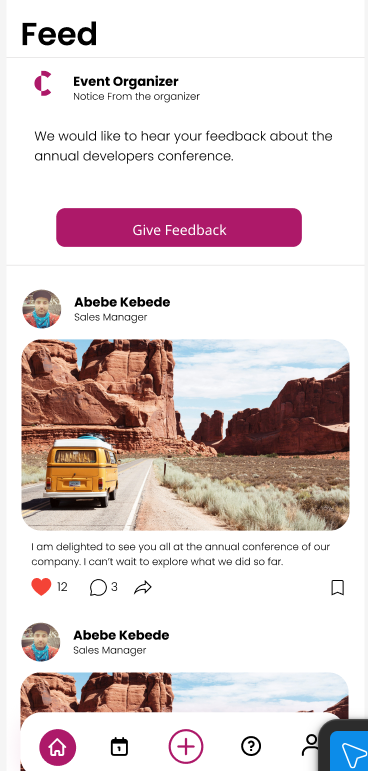 Feed
Event Organizer
Notice From the organizer
We would like to hear your feedback about the
annual developers conference.
Give Feedback
Abebe Kebede
Sales Manager
I am delighted to see you all at the annual conference of our
company. I can't wait to explore what we did so far.
12 3
Abebe Kebede
Sales Manager